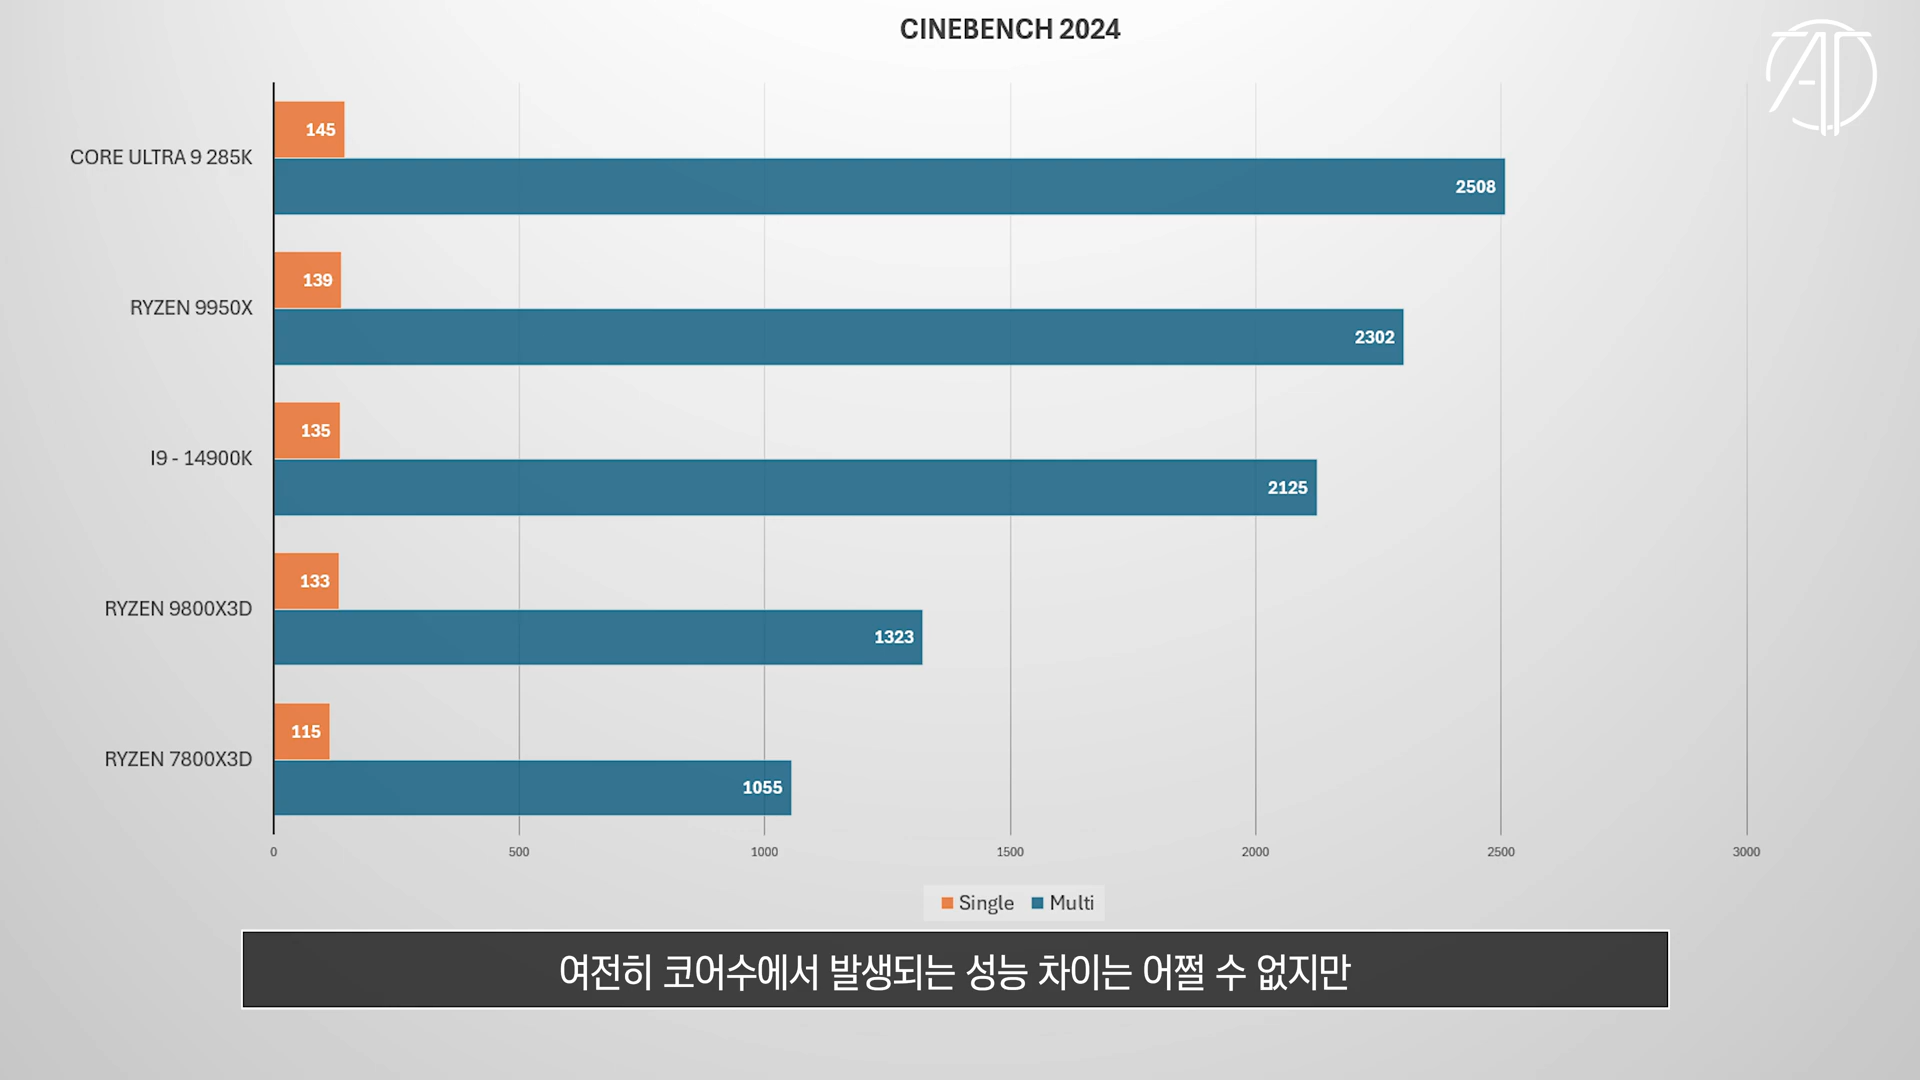 CINEBENCH 2024
CORE ULTRA 9 285K
145
2508
RYZEN 9950X
139
2302
I9 - 14900K
135
2125
RYZEN 9800X3D
133
1323
RYZEN 7800X3D
115
1055
0 500 1000 1500 2000 2500 3000
Single Multi
여전히 코어수에서 발생되는 성능 차이는 어쩔 수 없지만